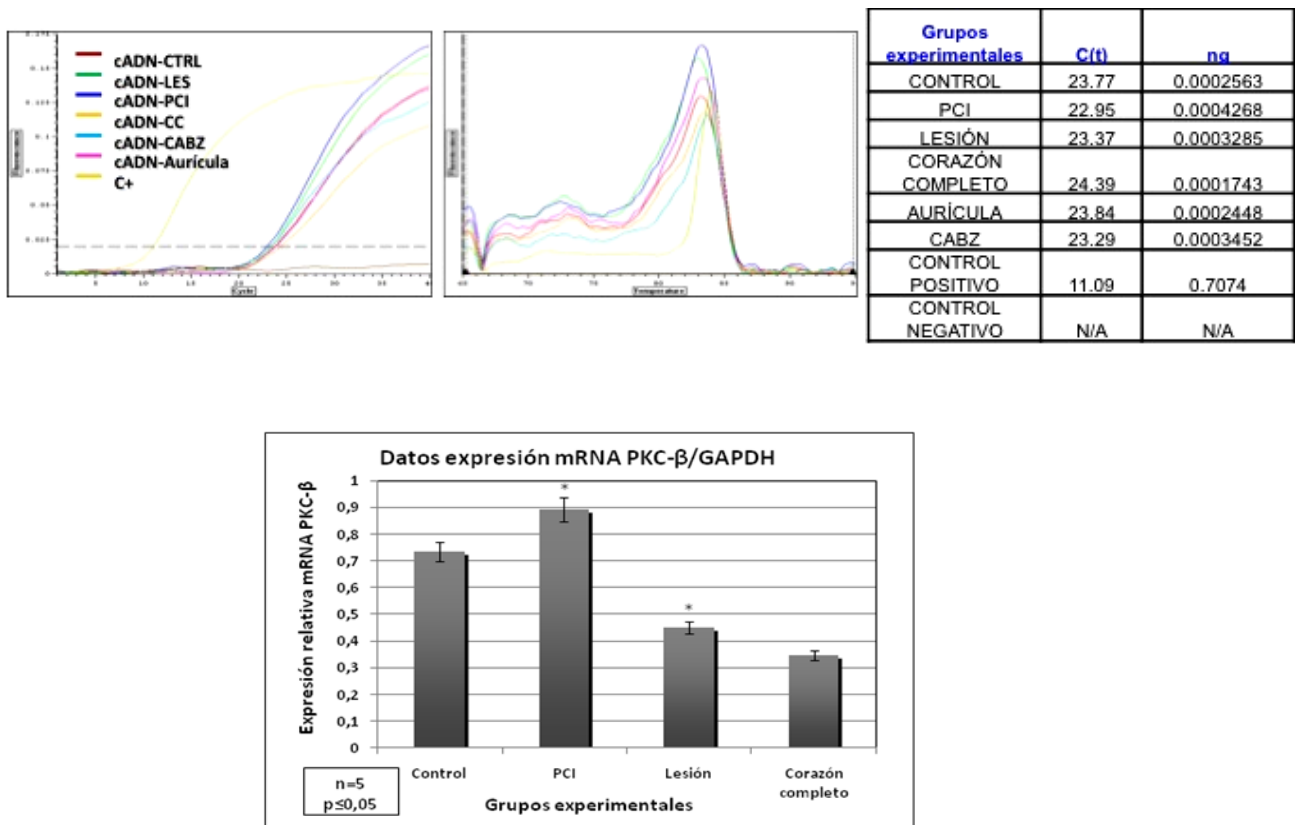 cADN-CTRL
cADN-LES
cADN-PCI
cADN-CC
cADN-CABZ
cADN-Aurícula
C+
Cycle
Temperature
Grupos
experimentales C(t) ng
CONTROL 23.77 0.0002563
PCI 22.95 0.0004268
LESIÓN 23.37 0.0003285
CORAZÓN
COMPLETO 24.39 0.0001743
AURÍCULA 23.84 0.0002448
CABZ 23.29 0.0003452
CONTROL
POSITIVO 11.09 0.7074
CONTROL
NEGATIVO N/A N/A
Datos expresión mRNA PKC-β/GAPDH
Expresión relativa mRNA PKC-β
1
0,9
0,8
0,7
0,6
0,5
0,4
0,3
0,2
0,1
0
*
*
Control PCI Lesión Corazón
completo
n=5
p≤0,05
Grupos experimentales